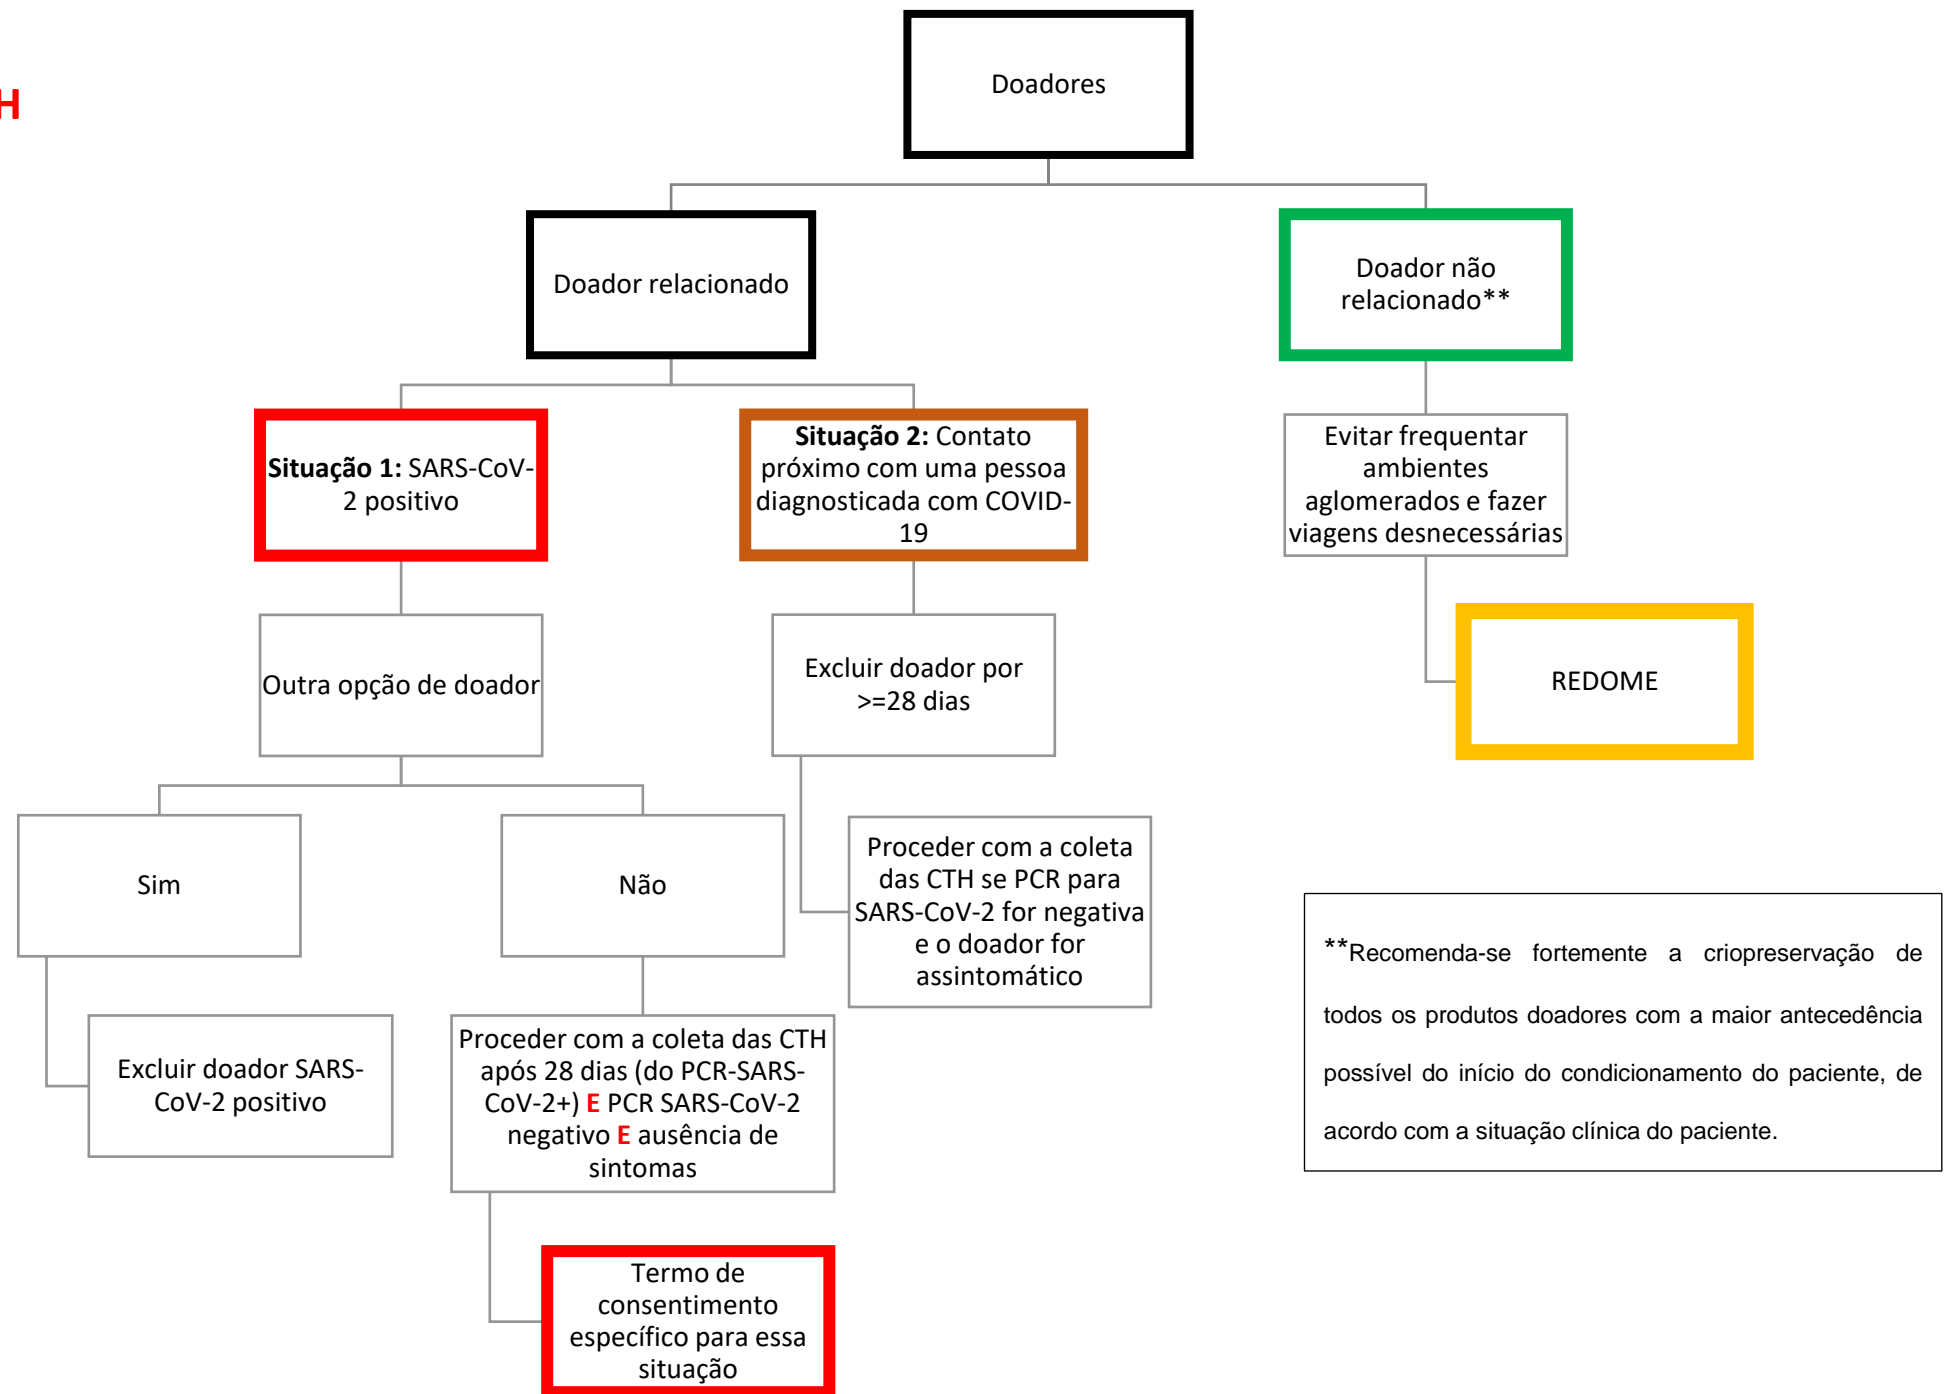 H
Doadores
Doador relacionado
Doador não
relacionado**
Situação 1: SARS-CoV-
2 positivo
Situação 2: Contato
próximo com uma pessoa
diagnosticada com COVID-
19
Evitar frequentar
ambientes
aglomerados e fazer
viagens desnecessárias
Outra opção de doador
Excluir doador por
>=28 dias
REDOME
Sim
Não
Proceder com a coleta
das CTH se PCR para
SARS-CoV-2 for negativa
e o doador for
assintomático
Excluir doador SARS-
CoV-2 positivo
Proceder com a coleta das CTH
após 28 dias (do PCR-SARS-
CoV-2+) E PCR SARS-CoV-2
negativo E ausência de
sintomas
Termo de
consentimento
específico para essa
situação
**Recomenda-se fortemente a criopreservação de
todos os produtos doadores com a maior antecedência
possível do início do condicionamento do paciente, de
acordo com a situação clínica do paciente.